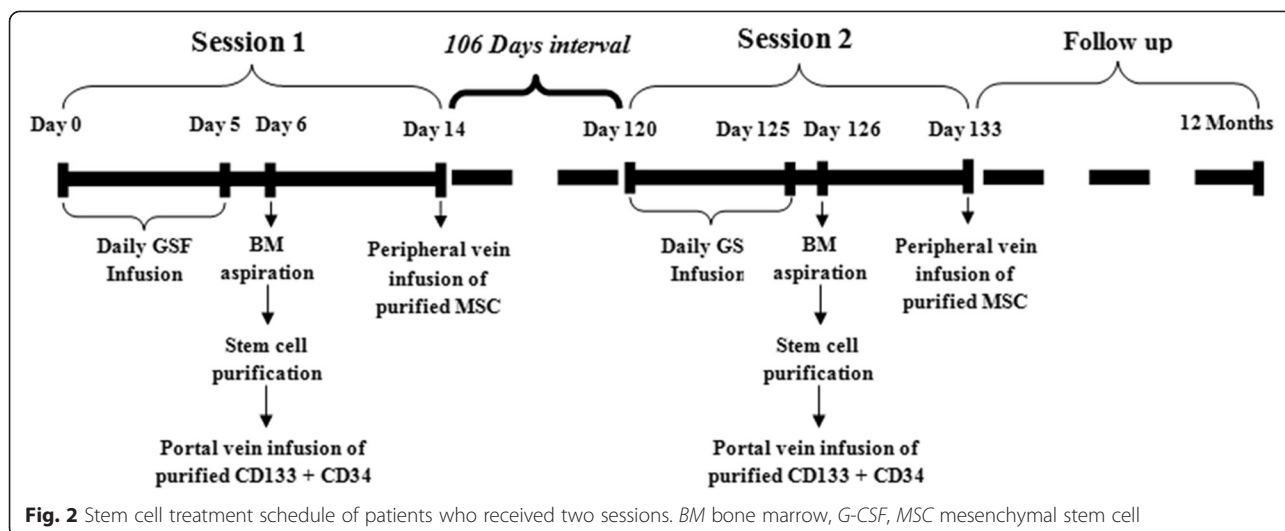 Session 1
106 Days interval
Session 2
Follow up
Day 0
Day 5
Day 6
Day 14
Day 120
Day 125
Day 126
Day 133
12 Months
Daily GSF
Infusion
BM
aspiration
Peripheral vein
infusion of
purified MSC
Daily GS
Infusion
BM
aspiration
Peripheral vein
infusion of
purified MSC
Stem cell
purification
Stem cell
purification
Portal vein infusion of
purified CD133 + CD34
Portal vein infusion of
purified CD133 + CD34
Fig. 2 Stem cell treatment schedule of patients who received two sessions. BM bone marrow, G-CSF, MSC mesenchymal stem cell